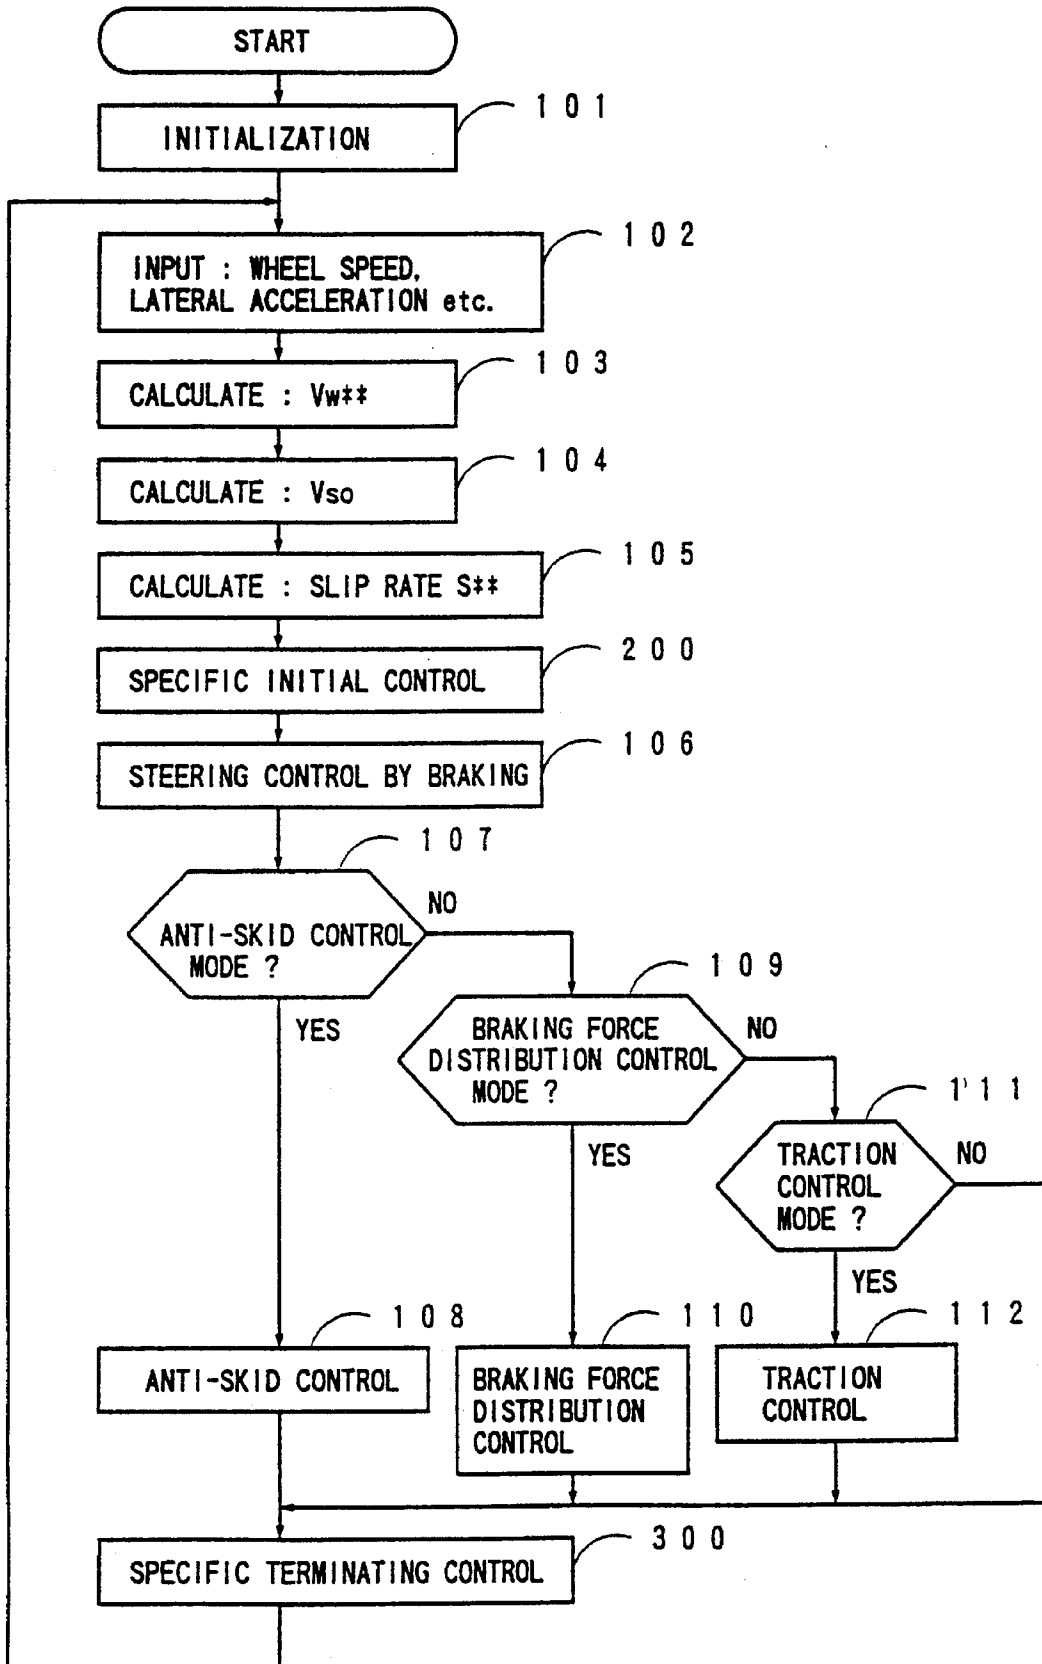 START
101
INITIALIZATION
102
INPUT : WHEEL SPEED,
LATERAL ACCELERATION etc.
103
CALCULATE : Vw**
104
CALCULATE : Vso
105
CALCULATE : SLIP RATE S**
200
SPECIFIC INITIAL CONTROL
106
STEERING CONTROL BY BRAKING
107
ANTI-SKID CONTROL
MODE ?
NO
YES
109
BRAKING FORCE
DISTRIBUTION CONTROL
MODE ?
NO
YES
111
TRACTION
CONTROL
MODE ?
NO
YES
108
ANTI-SKID CONTROL
110
BRAKING FORCE
DISTRIBUTION
CONTROL
112
TRACTION
CONTROL
300
SPECIFIC TERMINATING CONTROL